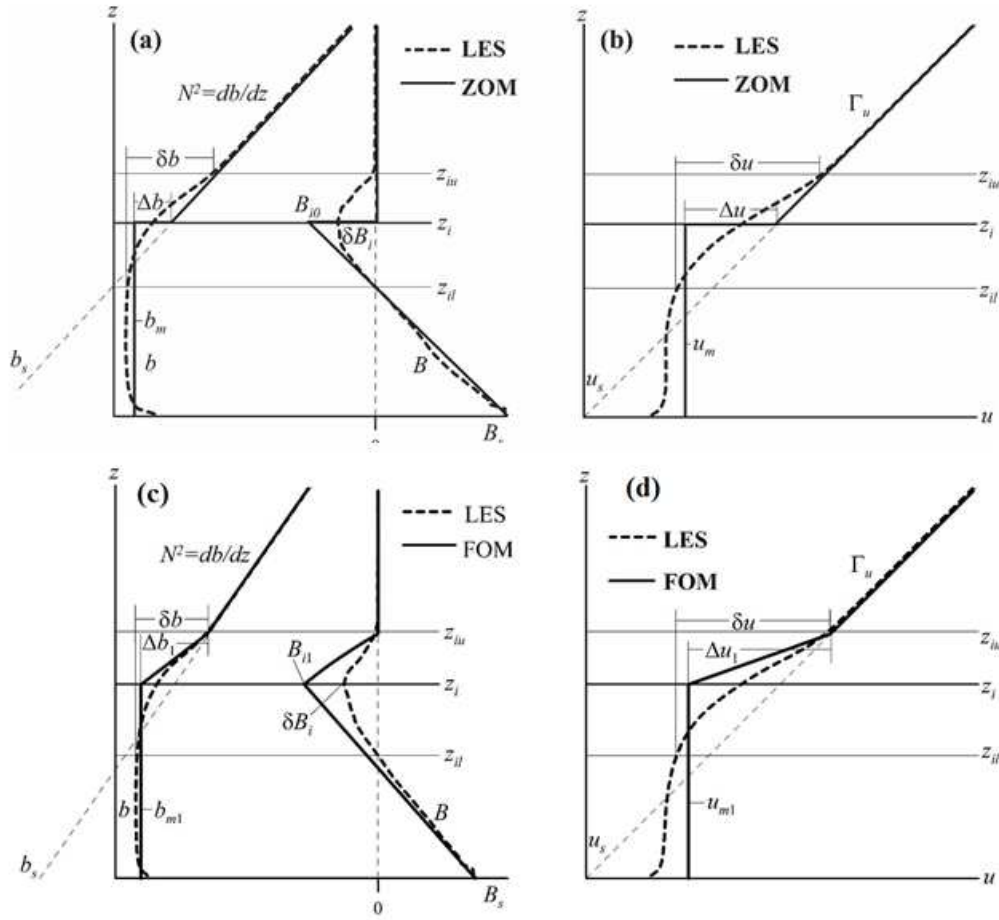 z
(a)
LES
ZOM
N²=db/dz
δb
z_iu
Δb
B_i0
z_i
δB_i
z_il
b_m
b_s
b
B
z
(b)
LES
ZOM
Γ_u
δu
z_iu
Δu
z_i
z_il
u_m
u_s
u
z
(c)
LES
FOM
N²=db/dz
δb
z_iu
Δb_1
B_i1
z_i
δB_i
z_il
b
b_m1
B
b_s
B_s
0
z
(d)
LES
FOM
Γ_u
δu
z_iu
Δu_1
z_i
z_il
u_m1
u_s
u